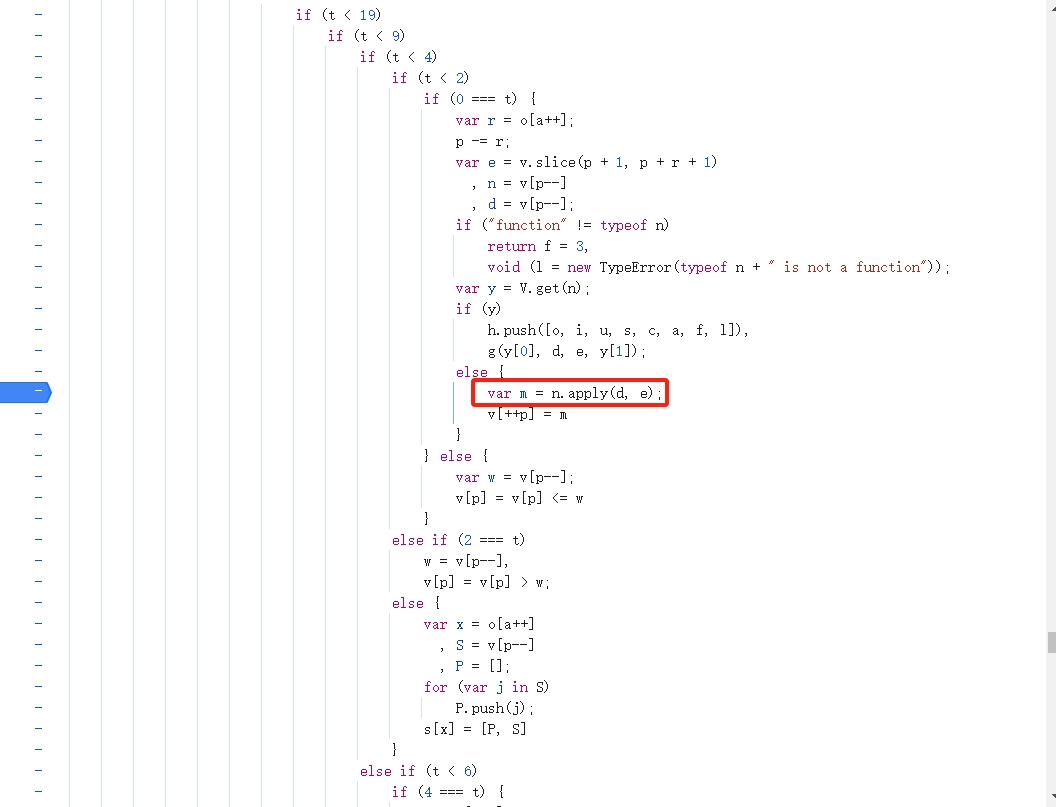 if (t < 19)
if (t < 9)
if (t < 4)
if (t < 2)
if (0 === t) {
var r = o[a++];
p -= r;
var e = v.slice(p + 1, p + r + 1)
, n = v[p--]
, d = v[p--];
if ("function" != typeof n)
return f = 3,
void (l = new TypeError(typeof n + " is not a function"));
var y = V.get(n);
if (y)
h.push([o, i, u, s, c, a, f, l]),
g(y[0], d, e, y[1]);
else {
var m = n.apply(d, e);
v[++p] = m
}
} else {
var w = v[p--];
v[p] = v[p] <= w
}
else if (2 === t)
w = v[p--],
v[p] = v[p] > w;
else {
var x = o[a++]
, S = v[p--]
, P = [];
for (var j in S)
P.push(j);
s[x] = [P, S]
}
else if (t < 6)
if (4 === t) {